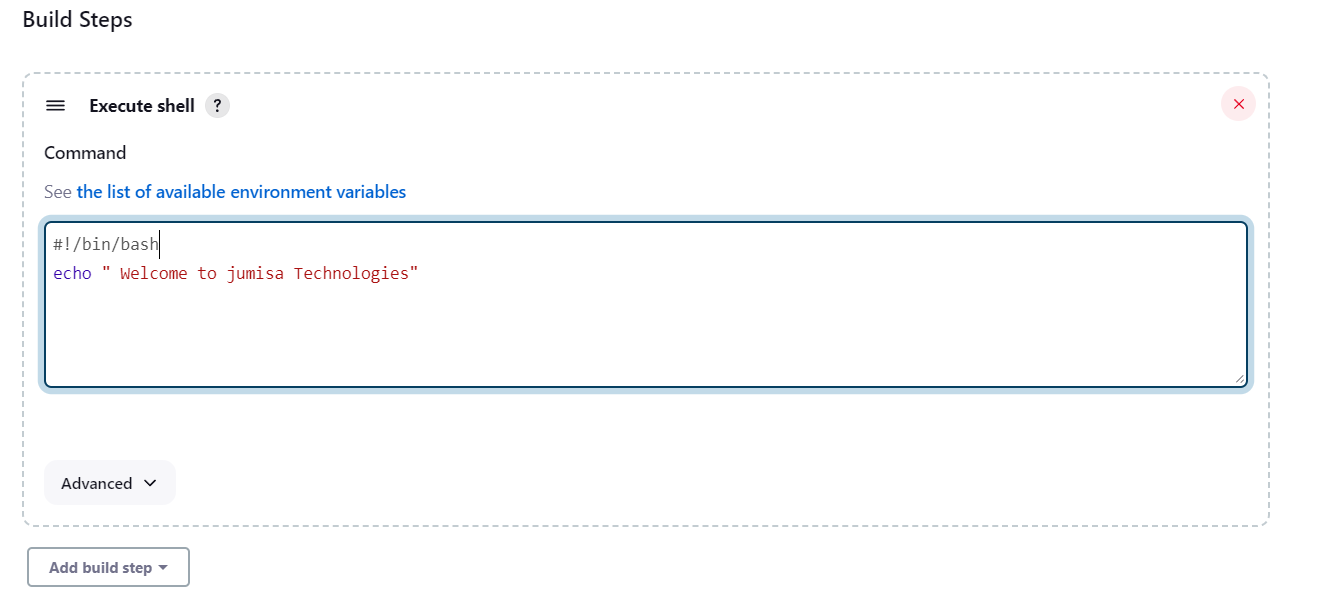 Build Steps
Execute shell ?
Command
See the list of available environment variables
#!/bin/bash
echo " Welcome to jumisa Technologies"
Advanced
Add build step